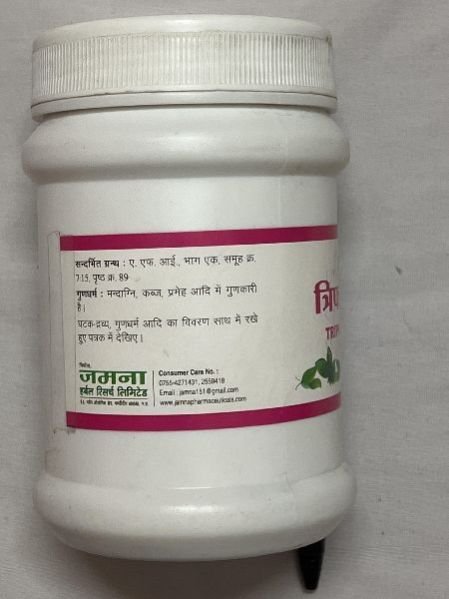 सन्दर्भित ग्रन्थ : ए. एफ. आई., भाग एक, समूह क्र.
7:15, पृष्ठ क्र. 89
गुणधर्म : मन्दाग्नि, कब्ज, प्रमेह आदि में गुणकारी
है।
घटक-द्रव्य, गुणधर्म आदि का विवरण साथ में रखे
हुए पत्रक में देखिए।
त्रिप
TRIP
जमना
हर्बल रिसर्च लिमिटेड
Consumer Care No. :
0755-4271431, 2559418
Email : jamna151@gmail.com
www.jamnapharmaceuticals.com